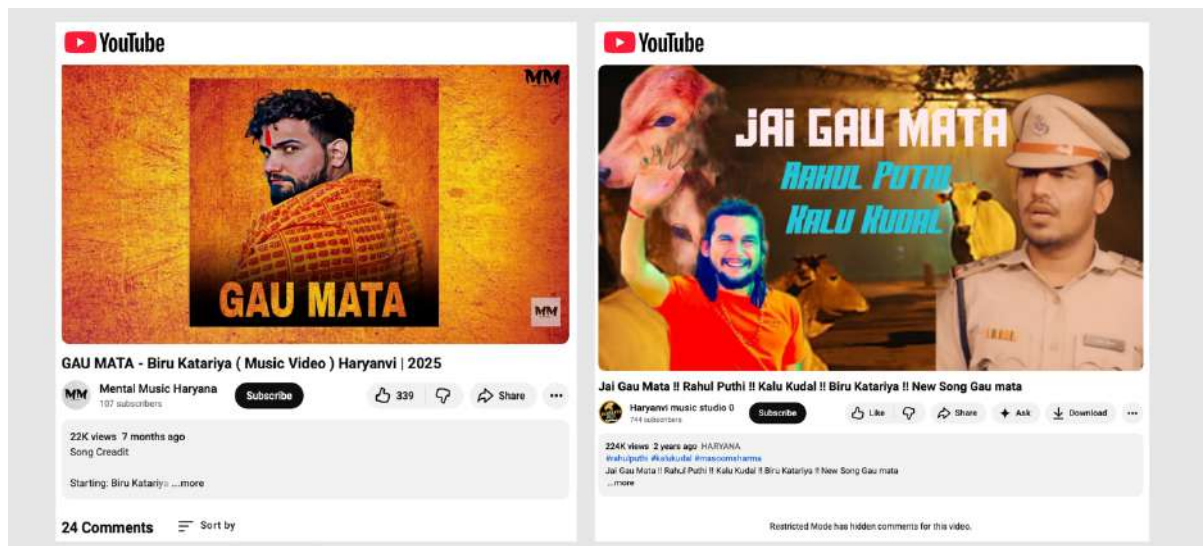 YouTube
MM
GAU MATA
MM
GAU MATA - Biru Katariya ( Music Video ) Haryanvi | 2025
MM
Mental Music Haryana
107 subscribers
Subscribe
339
Share
22K views 7 months ago
Song Creadit
Starting: Biru Katariya ...more
24 Comments
Sort by
YouTube
JAi GAU MATA
RAHUL PUTHI
KALU KUDAL
Jai Gau Mata !! Rahul Puthi !! Kalu Kudal !! Biru Katariya !! New Song Gau mata
Haryanvi music studio 0
744 subscribers
Subscribe
Like
Share
Ask
Download
224K views 2 years ago HARYANA
#rahulputhi #kalukudal #masoomsharma
Jai Gau Mata !! Rahul Puthi !! Kalu Kudal !! Biru Katariya !! New Song Gau mata
...more
Restricted Mode has hidden comments for this video.